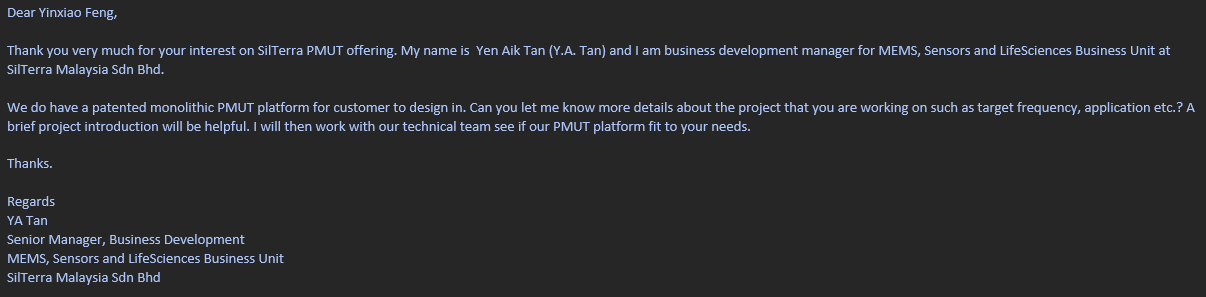 Dear Yinxiao Feng,
Thank you very much for your interest on SilTerra PMUT offering. My name is  Yen Aik Tan (Y.A. Tan) and I am business development manager for MEMS, Sensors and LifeSciences Business Unit at
SilTerra Malaysia Sdn Bhd.
We do have a patented monolithic PMUT platform for customer to design in. Can you let me know more details about the project that you are working on such as target frequency, application etc.? A
brief project introduction will be helpful. I will then work with our technical team see if our PMUT platform fit to your needs.
Thanks.
Regards
YA Tan
Senior Manager, Business Development
MEMS, Sensors and LifeSciences Business Unit
SilTerra Malaysia Sdn Bhd